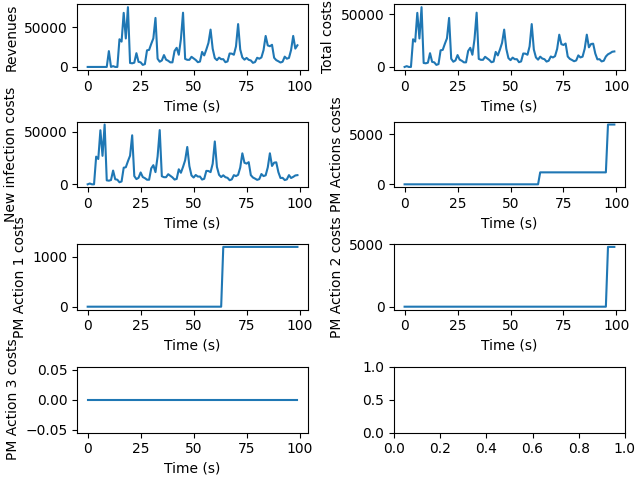 Revenues
50000
0
0 25 50 75 100
Time (s)
Total costs
50000
0
0 25 50 75 100
Time (s)
New infection costs
50000
0
0 25 50 75 100
Time (s)
PM Actions costs
5000
0
0 25 50 75 100
Time (s)
PM Action 1 costs
1000
0
0 25 50 75 100
Time (s)
PM Action 2 costs
5000
0
0 25 50 75 100
Time (s)
PM Action 3 costs
0.05
0.00
−0.05
0 25 50 75 100
Time (s)
1.0
0.5
0.0
0.0 0.2 0.4 0.6 0.8 1.0